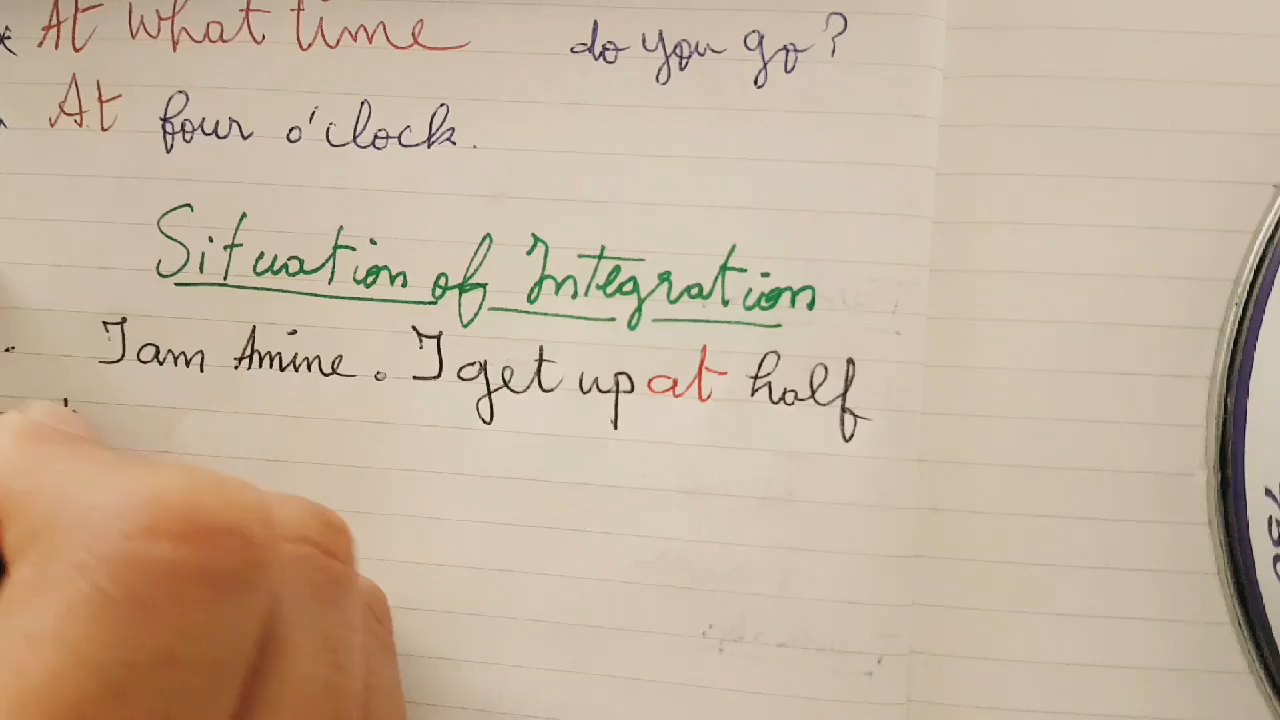 At what time do you go?
At four o'clock.
Situation of Integration
I am Amine. I get up at half